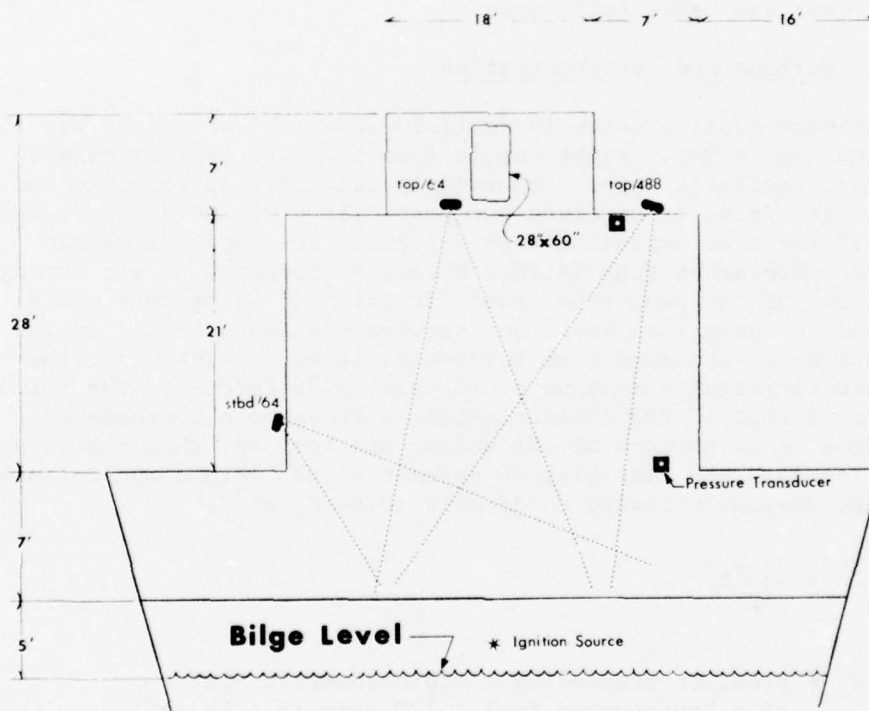 18'
7'
16'
7'
top/64
top/488
28"x60"
28'
21'
stbd/64
Pressure Transducer
7'
Bilge Level
Ignition Source
5'